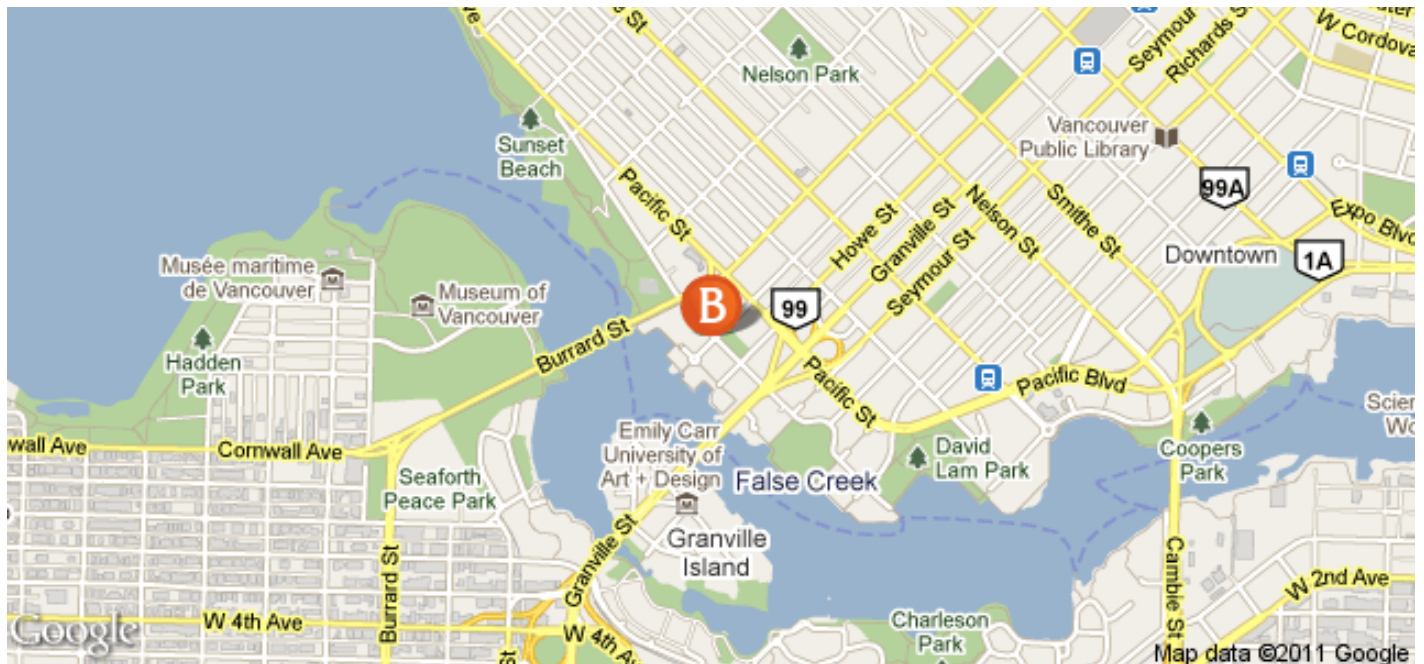 Nelson Park
Seymour St
Richards St
W Cordova
Sunset
Beach
Vancouver
Public Library
99A
Pacific St
Howe St
Granville St
Seymour St
Nelson St
Smithe St
Expo Blvd
Downtown
1A
Musée maritime
de Vancouver
Museum of
Vancouver
B
99
Burrard St
Hadden
Park
Pacific St
Pacific Blvd
Cornwall Ave
Emily Carr
University of
Art + Design
David
Lam Park
Coopers
Park
Seaforth
Peace Park
False Creek
Granville St
Granville
Island
Burrard St
Cambie St
W 2nd Ave
W 4th Ave
W 4th
Charleson
Park
Google
Map data ©2011 Google